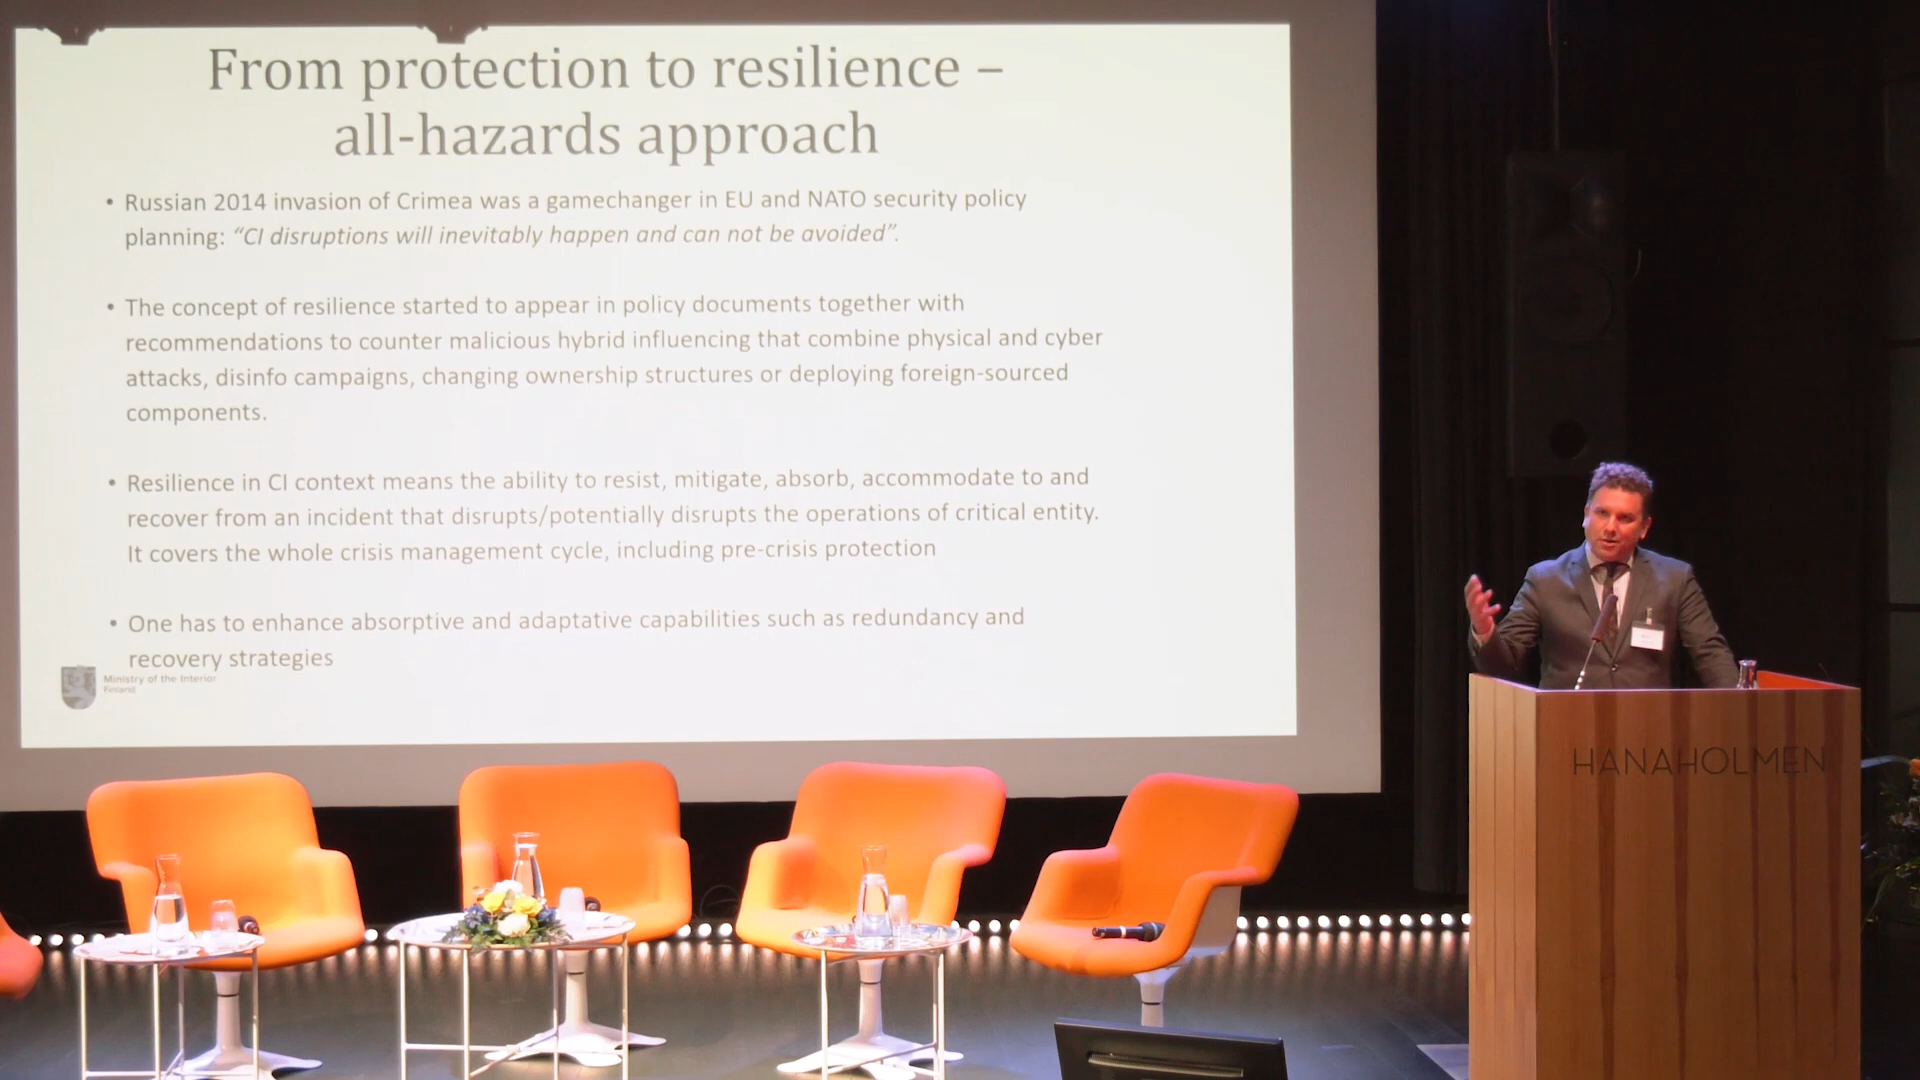 From protection to resilience –
all-hazards approach
• Russian 2014 invasion of Crimea was a gamechanger in EU and NATO security policy
planning: “CI disruptions will inevitably happen and can not be avoided”.
• The concept of resilience started to appear in policy documents together with
recommendations to counter malicious hybrid influencing that combine physical and cyber
attacks, disinfo campaigns, changing ownership structures or deploying foreign-sourced
components.
• Resilience in CI context means the ability to resist, mitigate, absorb, accommodate to and
recover from an incident that disrupts/potentially disrupts the operations of critical entity.
It covers the whole crisis management cycle, including pre-crisis protection
• One has to enhance absorptive and adaptative capabilities such as redundancy and
recovery strategies
Ministry of the Interior
Finland
HANAHOLMEN